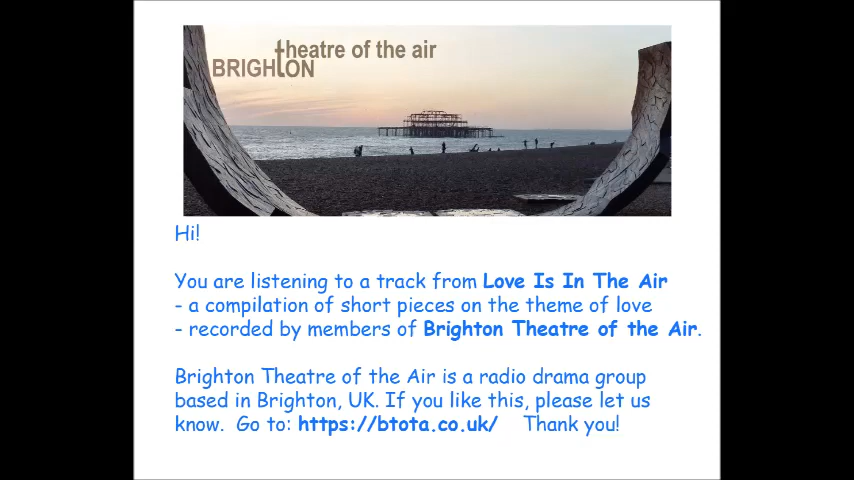 theatre of the air
BRIGHtON
Hi!
You are listening to a track from Love Is In The Air
- a compilation of short pieces on the theme of love
- recorded by members of Brighton Theatre of the Air.
Brighton Theatre of the Air is a radio drama group
based in Brighton, UK. If you like this, please let us
know. Go to: https://btota.co.uk/ Thank you!